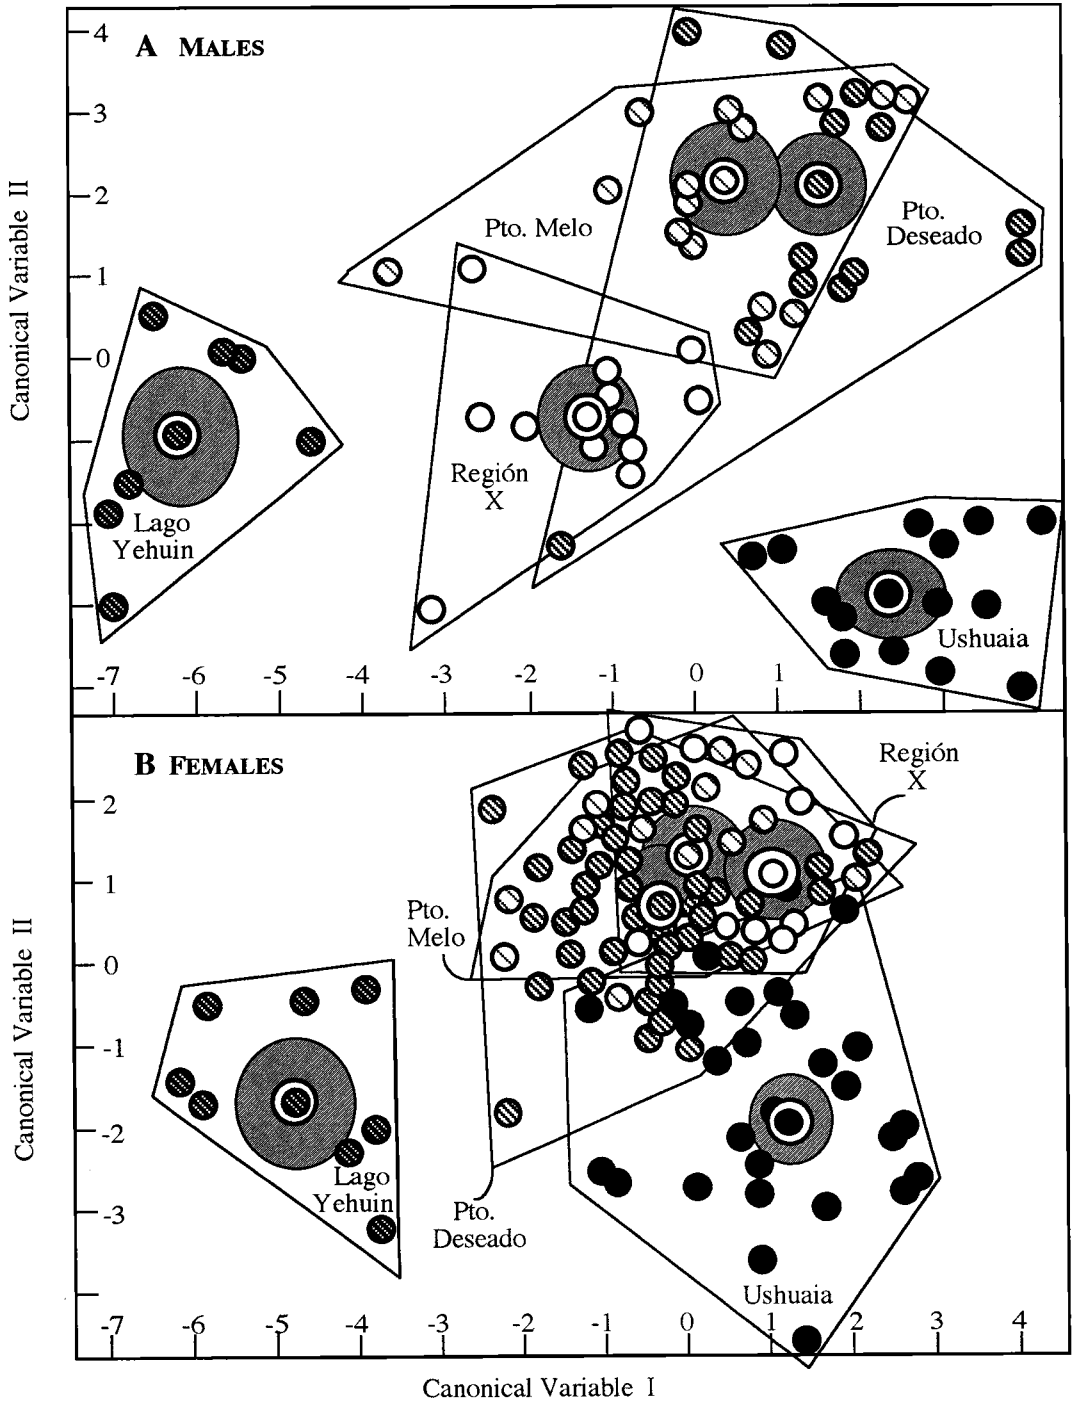 A MALES
4
3
2
1
0
Canonical Variable II
Pto. Melo
Pto.
Deseado
Región
X
Lago
Yehuin
Ushuaia
-7 -6 -5 -4 -3 -2 -1 0 1
B FEMALES
Región
X
2
1
0
-1
-2
-3
Canonical Variable II
Pto.
Melo
Lago
Yehuin
Pto.
Deseado
Ushuaia
-7 -6 -5 -4 -3 -2 -1 0 1 2 3 4
Canonical Variable I